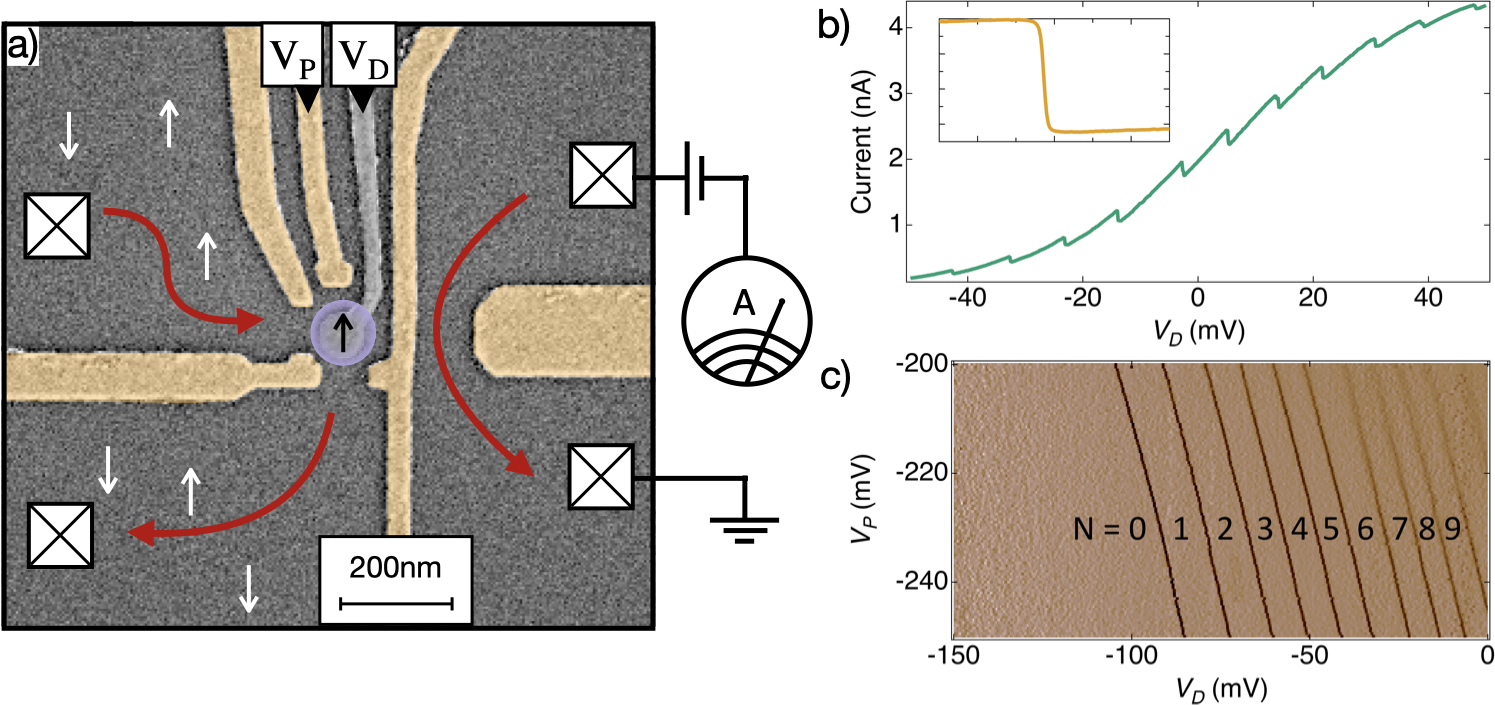 a)
V_P V_D
A
200nm
b)
4
3
2
1
Current (nA)
-40 -20 0 20 40
V_D (mV)
c)
-200
-220
-240
V_P (mV)
N = 0 1 2 3 4 5 6 7 8 9
-150 -100 -50 0
V_D (mV)